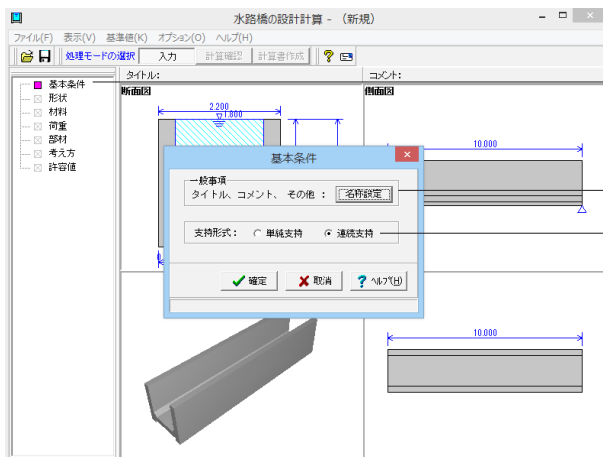 水路橋の設計計算 - （新規）
ファイル(F) 表示(V) 基準値(K) オプション(O) ヘルプ(H)
処理モードの選択 入力 計算確認 計算書作成
タイトル: コメント:
基本条件
形状
材料
荷重
部材
考え方
許容値
断面図
2.200
1.800
側面図
10.000
基本条件
一般事項
タイトル、コメント、 その他 : 名称設定
支持形式: 単純支持 連続支持
確定 取消 ヘルプ(H)
10.000